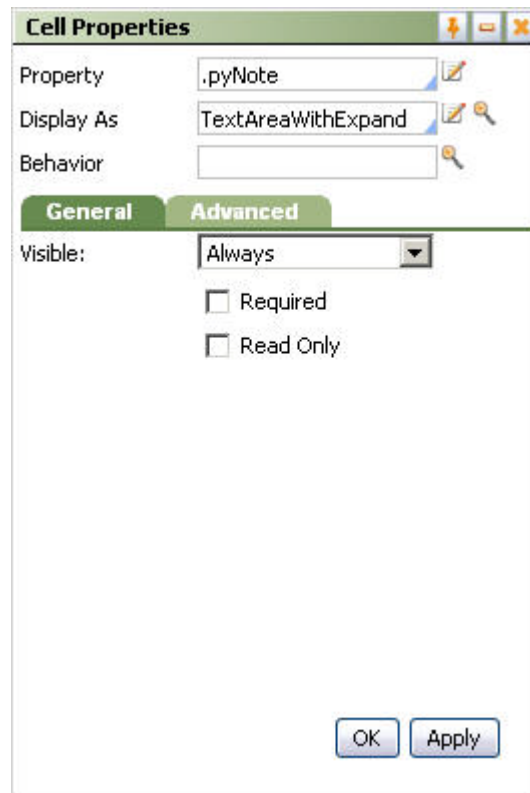 Cell Properties
Property .pyNote
Display As TextAreaWithExpand
Behavior
General Advanced
Visible: Always
Required
Read Only
OK Apply